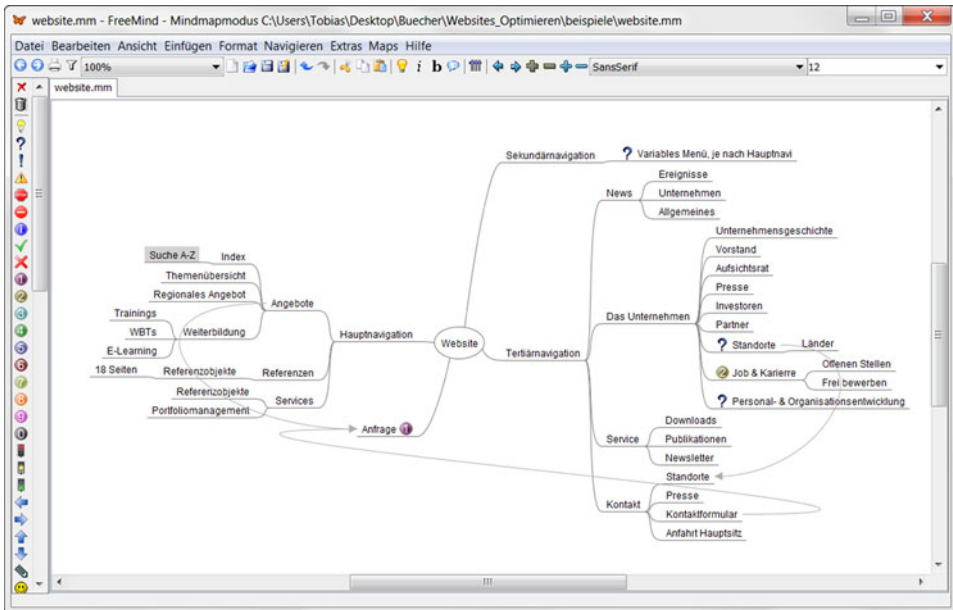 website.mm - FreeMind - Mindmapmodus C:\Users\Tobias\Desktop\Buecher\Websites_Optimieren\beispiele\website.mm
Datei Bearbeiten Ansicht Einfügen Format Navigieren Extras Maps Hilfe
100%
SansSerif
12
website.mm
Website
Hauptnavigation
Angebote
Index
Suche A-Z
Themenübersicht
Regionales Angebot
Weiterbildung
Trainings
WBTs
E-Learning
Referenzen
Referenzobjekte
18 Seiten
Services
Referenzobjekte
Portfoliomanagement
Anfrage
Sekundärnavigation
Variables Menü, je nach Hauptnavi
Tertiärnavigation
News
Ereignisse
Unternehmen
Allgemeines
Das Unternehmen
Unternehmensgeschichte
Vorstand
Aufsichtsrat
Presse
Investoren
Partner
Standorte
Länder
Job & Karierre
Offenen Stellen
Frei bewerben
Personal- & Organisationsentwicklung
Service
Downloads
Publikationen
Newsletter
Kontakt
Standorte
Presse
Kontaktformular
Anfahrt Hauptsitz